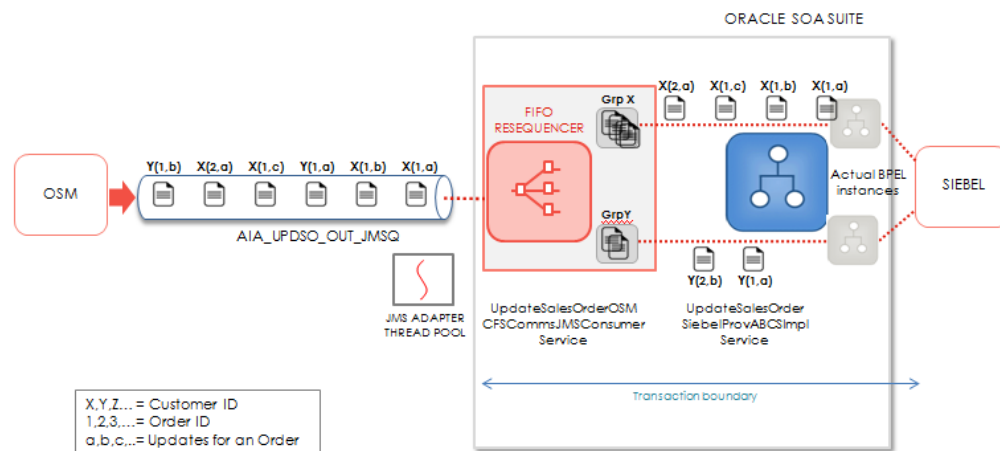 ORACLE SOA SUITE
Grp X
X(2,a) X(1,c) X(1,b) X(1,a)
FIFO
RESEQUENCER
Y(1,b) X(2,a) X(1,c) Y(1,a) X(1,b) X(1,a)
OSM
Actual BPEL
instances
SIEBEL
GrpY
AIA_UPDSO_OUT_JMSQ
Y(2,b) Y(1,a)
JMS ADAPTER
THREAD POOL
UpdateSalesOrderOSM
CFSCommsJMSConsumer
Service
UpdateSalesOrder
SiebelProvABCSImpl
Service
Transaction boundary
X,Y,Z... = Customer ID
1,2,3,...= Order ID
a,b,c,..= Updates for an Order